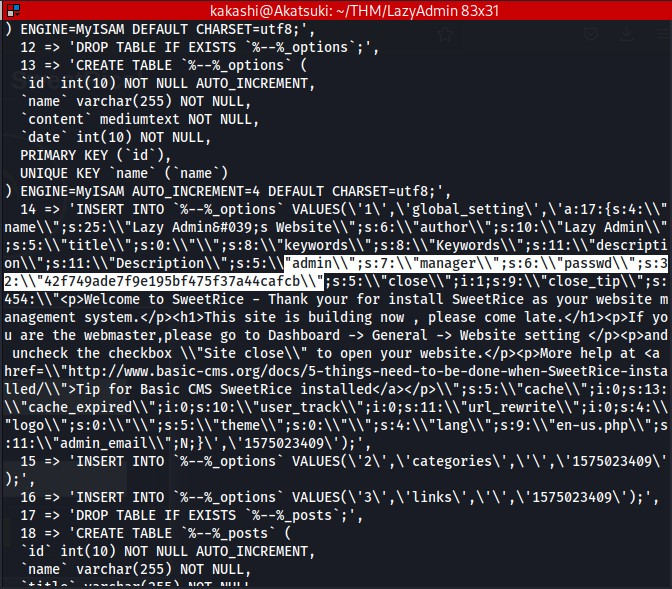 kakashi@Akatsuki: ~/THM/LazyAdmin 83x31
) ENGINE=MyISAM DEFAULT CHARSET=utf8;',
  12 => 'DROP TABLE IF EXISTS `%--%_options`;',
  13 => 'CREATE TABLE `%--%_options` (
  `id` int(10) NOT NULL AUTO_INCREMENT,
  `name` varchar(255) NOT NULL,
  `content` mediumtext NOT NULL,
  `date` int(10) NOT NULL,
  PRIMARY KEY (`id`),
  UNIQUE KEY `name` (`name`)
) ENGINE=MyISAM AUTO_INCREMENT=4 DEFAULT CHARSET=utf8;',
  14 => 'INSERT INTO `%--%_options` VALUES(\'1\',\'global_setting\',\'a:17:{s:4:\\"
name\\";s:25:\\"Lazy Admin&#039;s Website\\";s:6:\\"author\\";s:10:\\"Lazy Admin\\"
;s:5:\\"title\\";s:0:\\"\\";s:8:\\"keywords\\";s:8:\\"Keywords\\";s:11:\\"descripti
on\\";s:11:\\"Description\\";s:5:\\"admin\\";s:7:\\"manager\\";s:6:\\"passwd\\";s:3
2:\\"42f749ade7f9e195bf475f37a44cafcb\\";s:5:\\"close\\";i:1;s:9:\\"close_tip\\";s:
454:\\"<p>Welcome to SweetRice - Thank your for install SweetRice as your website m
anagement system.</p><h1>This site is building now , please come late.</h1><p>If yo
u are the webmaster,please go to Dashboard -> General -> Website setting </p><p>and
 uncheck the checkbox \\"Site close\\" to open your website.</p><p>More help at <a 
href=\\"http://www.basic-cms.org/docs/5-things-need-to-be-done-when-SweetRice-insta
lled/\\">Tip for Basic CMS SweetRice installed</a></p>\\";s:5:\\"cache\\";i:0;s:13:
\\"cache_expired\\";i:0;s:10:\\"user_track\\";i:0;s:11:\\"url_rewrite\\";i:0;s:4:\\
"logo\\";s:0:\\"\\";s:5:\\"theme\\";s:0:\\"\\";s:4:\\"lang\\";s:9:\\"en-us.php\\";s
:11:\\"admin_email\\";N;}\',\'1575023409\');',
  15 => 'INSERT INTO `%--%_options` VALUES(\'2\',\'categories\',\'\',\'1575023409\'
);',
  16 => 'INSERT INTO `%--%_options` VALUES(\'3\',\'links\',\'\',\'1575023409\');',
  17 => 'DROP TABLE IF EXISTS `%--%_posts`;',
  18 => 'CREATE TABLE `%--%_posts` (
  `id` int(10) NOT NULL AUTO_INCREMENT,
  `name` varchar(255) NOT NULL,
  `title` varchar(255) NOT NULL,